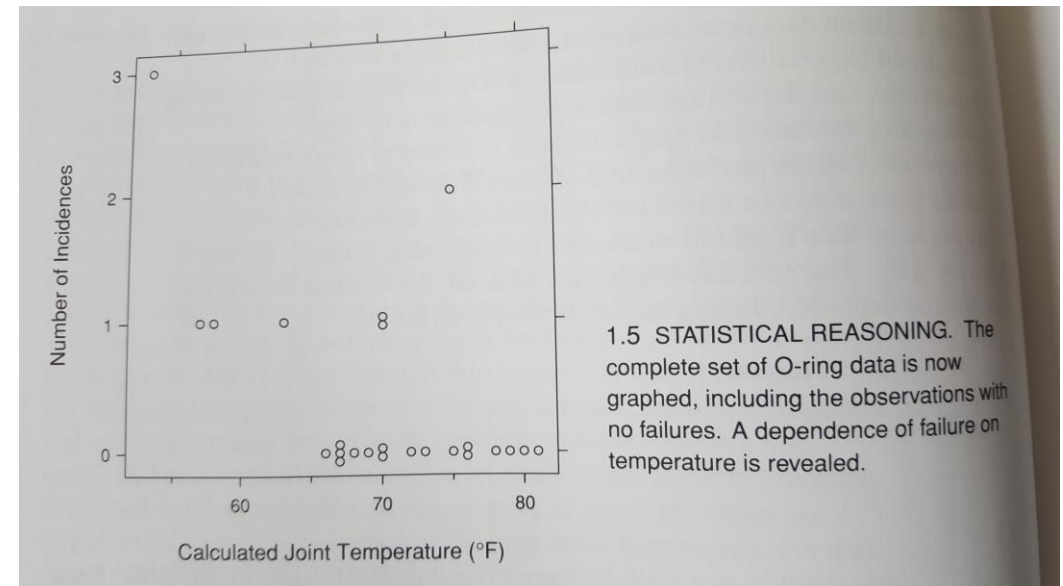 3
2
1
0
Number of Incidences
60 70 80
Calculated Joint Temperature (°F)
1.5 STATISTICAL REASONING. The
complete set of O-ring data is now
graphed, including the observations with
no failures. A dependence of failure on
temperature is revealed.